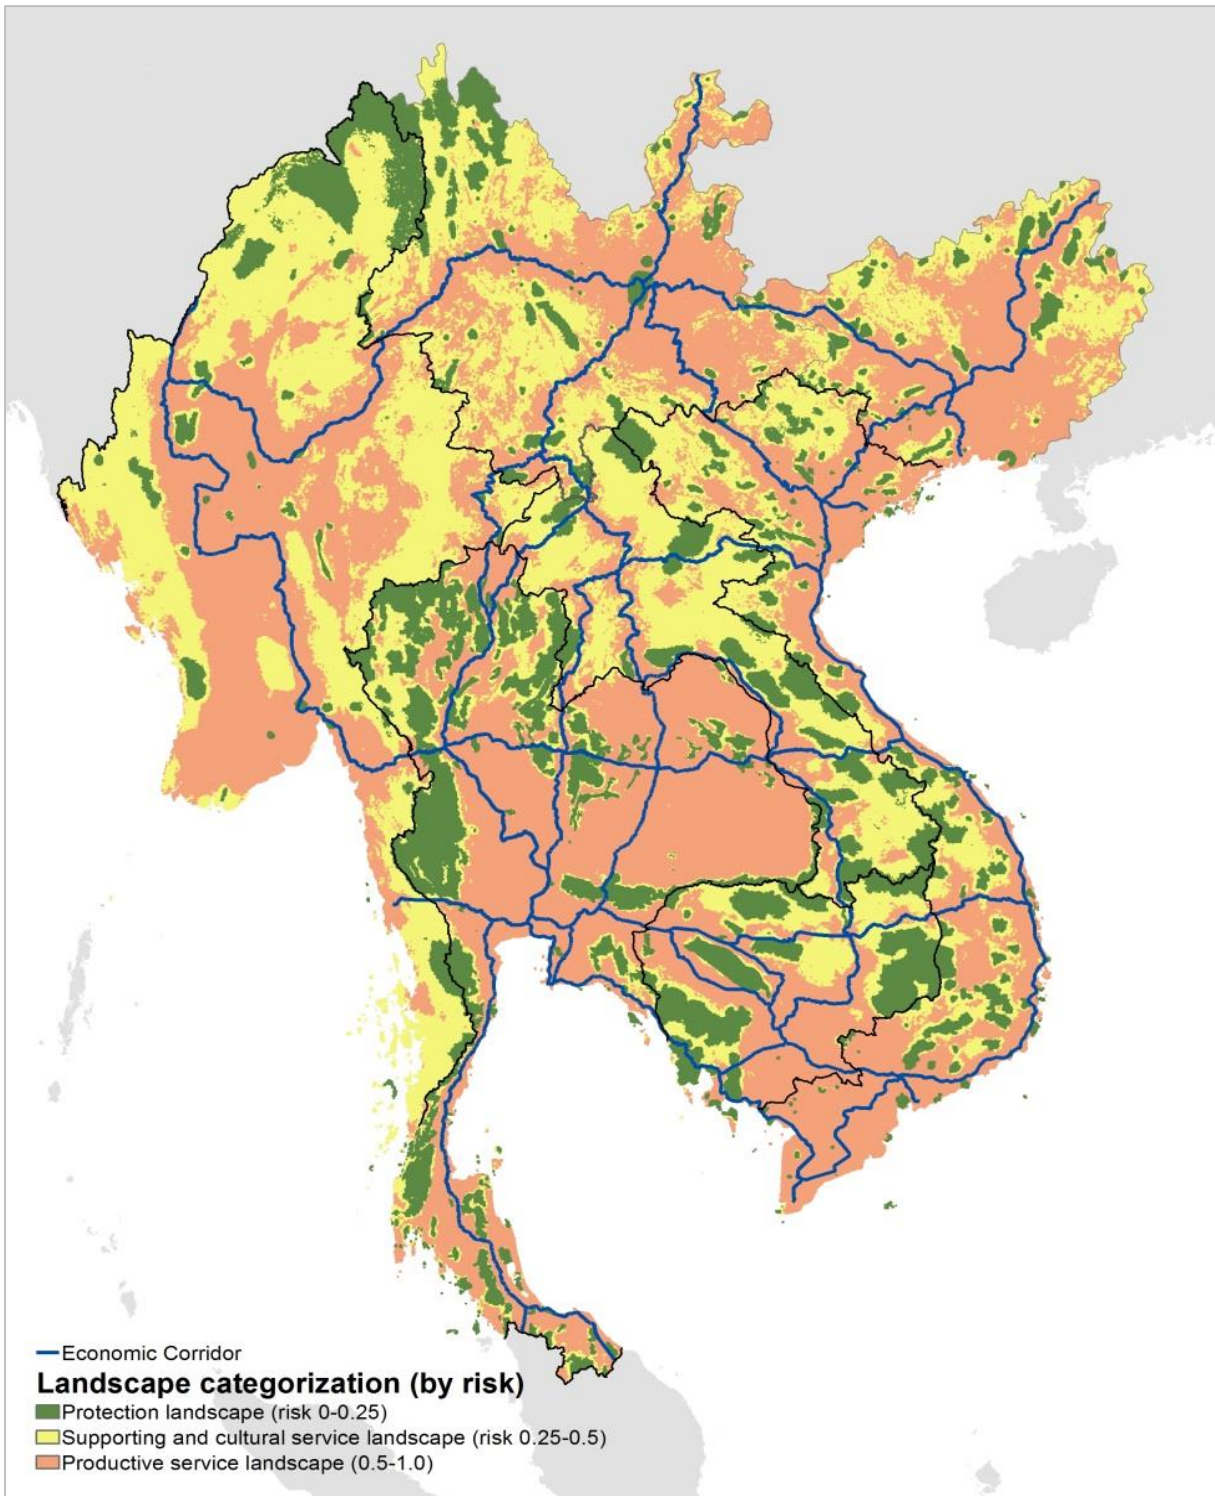 Economic Corridor
Landscape categorization (by risk)
Protection landscape (risk 0-0.25)
Supporting and cultural service landscape (risk 0.25-0.5)
Productive service landscape (0.5-1.0)